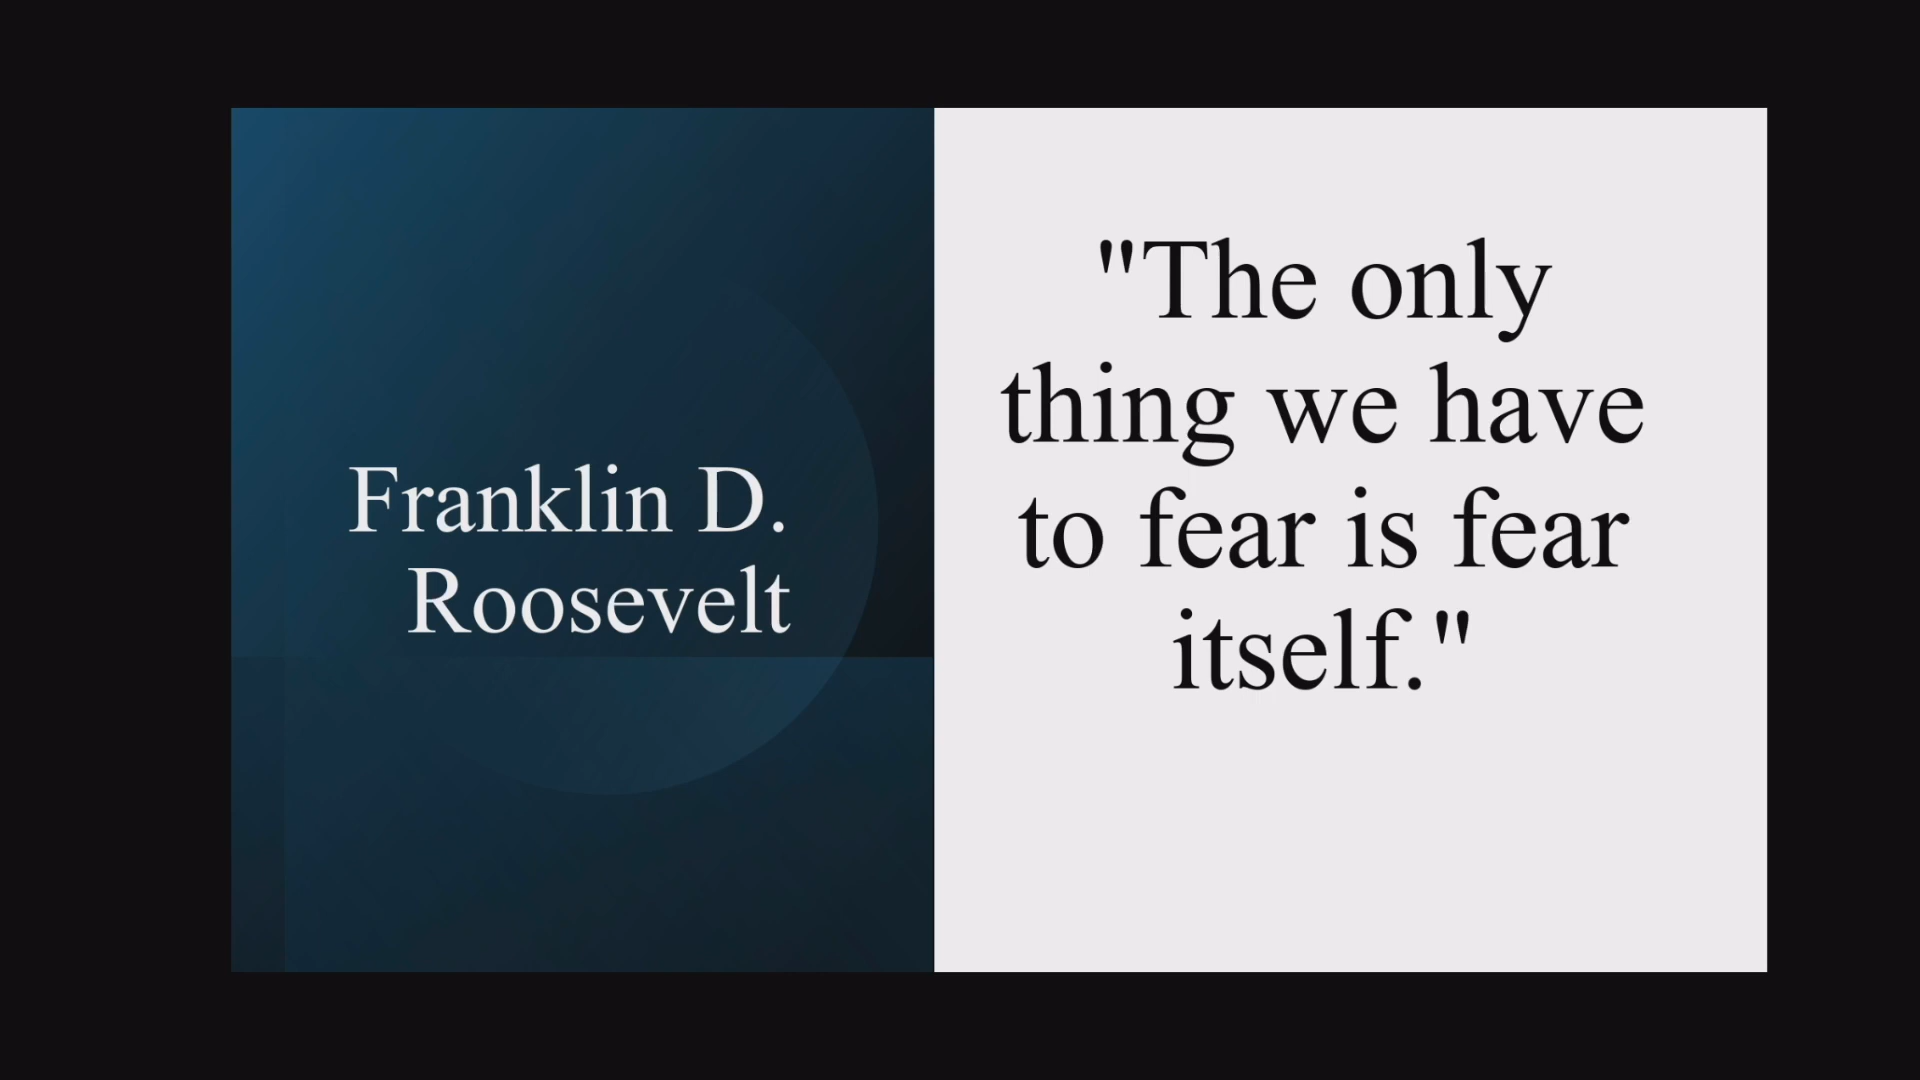 Franklin D.
Roosevelt
"The only
thing we have
to fear is fear
itself."